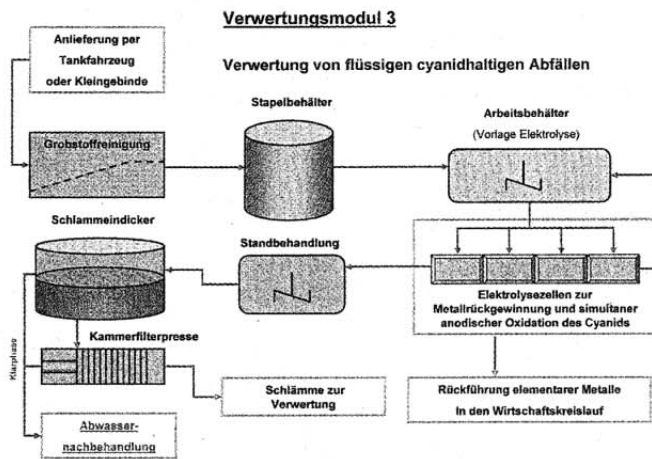 Verwertungsmodul 3
Anlieferung per
Tankfahrzeug
oder Kleingebinde
Verwertung von flüssigen cyanidhaltigen Abfällen
Stapelbehälter
Arbeitsbehälter
(Vorlage Elektrolyse)
Grobstoffreinigung
Schlammeindicker
Standbehandlung
Elektrolysezellen zur
Metallrückgewinnung und simultaner
anodischer Oxidation des Cyanids
Klarphase
Kammerfilterpresse
Schlämme zur
Verwertung
Rückführung elementarer Metalle
In den Wirtschaftskreislauf
Abwasser-
nachbehandlung